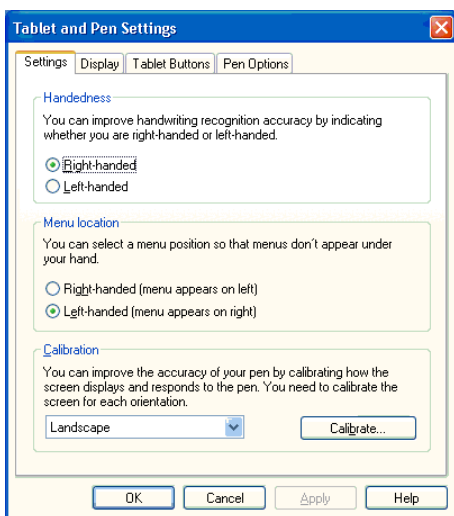 Tablet and Pen Settings
Settings Display Tablet Buttons Pen Options
Handedness
You can improve handwriting recognition accuracy by indicating
whether you are right-handed or left-handed.
Right-handed
Left-handed
Menu location
You can select a menu position so that menus don´t appear under
your hand.
Right-handed (menu appears on left)
Left-handed (menu appears on right)
Calibration
You can improve the accuracy of your pen by calibrating how the
screen displays and responds to the pen. You need to calibrate the
screen for each orientation.
Landscape Calibrate...
OK Cancel Apply Help